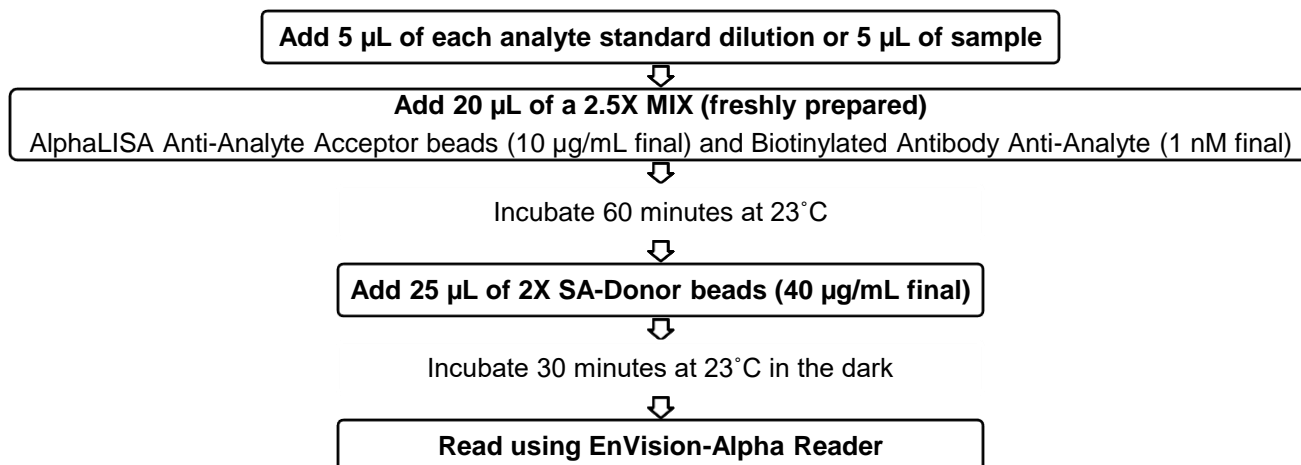 Add 5 µL of each analyte standard dilution or 5 µL of sample
Add 20 µL of a 2.5X MIX (freshly prepared)
AlphaLISA Anti-Analyte Acceptor beads (10 µg/mL final) and Biotinylated Antibody Anti-Analyte (1 nM final)
Incubate 60 minutes at 23˚C
Add 25 µL of 2X SA-Donor beads (40 µg/mL final)
Incubate 30 minutes at 23˚C in the dark
Read using EnVision-Alpha Reader